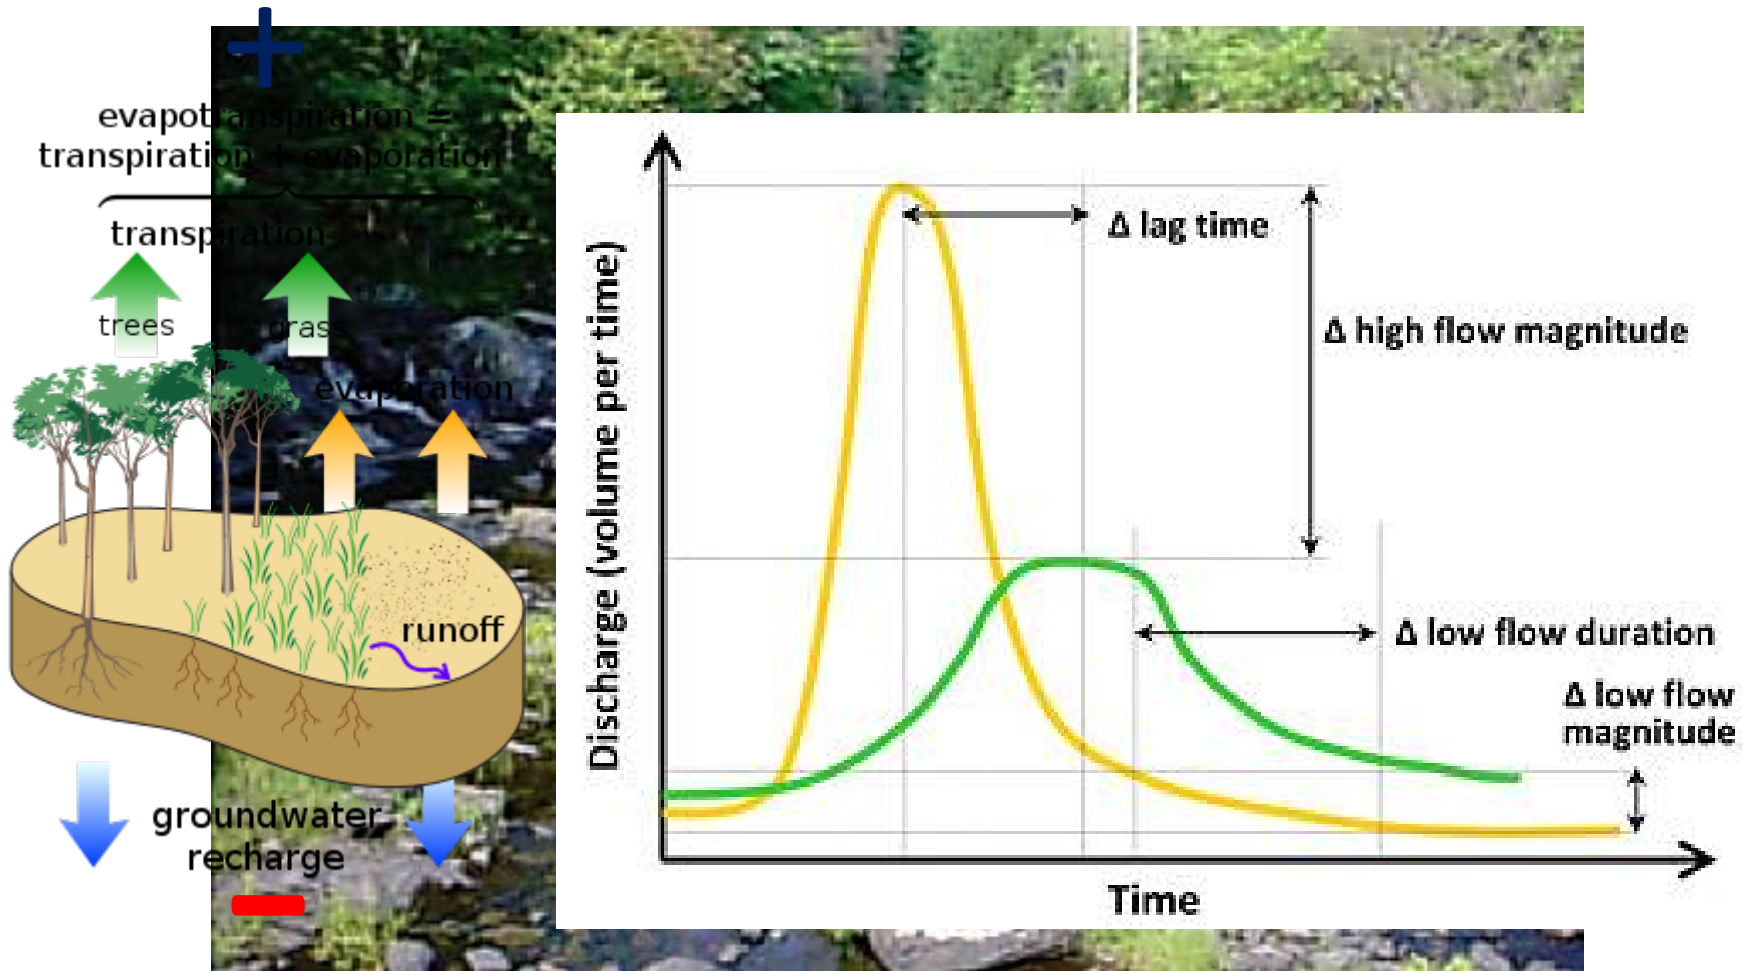 +
evapotranspiration =
transpiration + evaporation
transpiration
trees
grass
evaporation
runoff
groundwater
recharge
Discharge (volume per time)
Δ lag time
Δ high flow magnitude
Δ low flow duration
Δ low flow
magnitude
Time